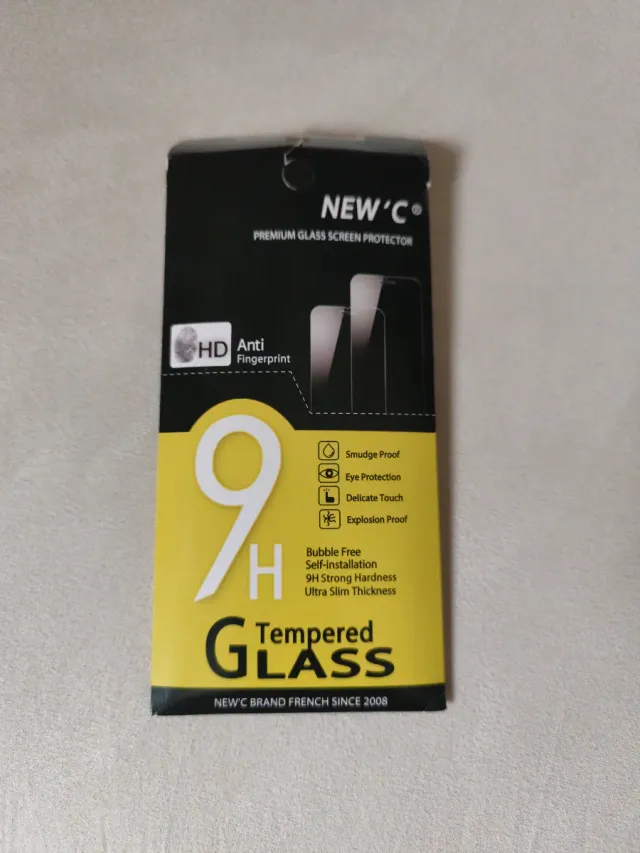 NEW'C®
PREMIUM GLASS SCREEN PROTECTOR
HD
Anti
Fingerprint
Smudge Proof
Eye Protection
Delicate Touch
Explosion Proof
9H
Bubble Free
Self-installation
9H Strong Hardness
Ultra Slim Thickness
Tempered
GLASS
NEW'C BRAND FRENCH SINCE 2008